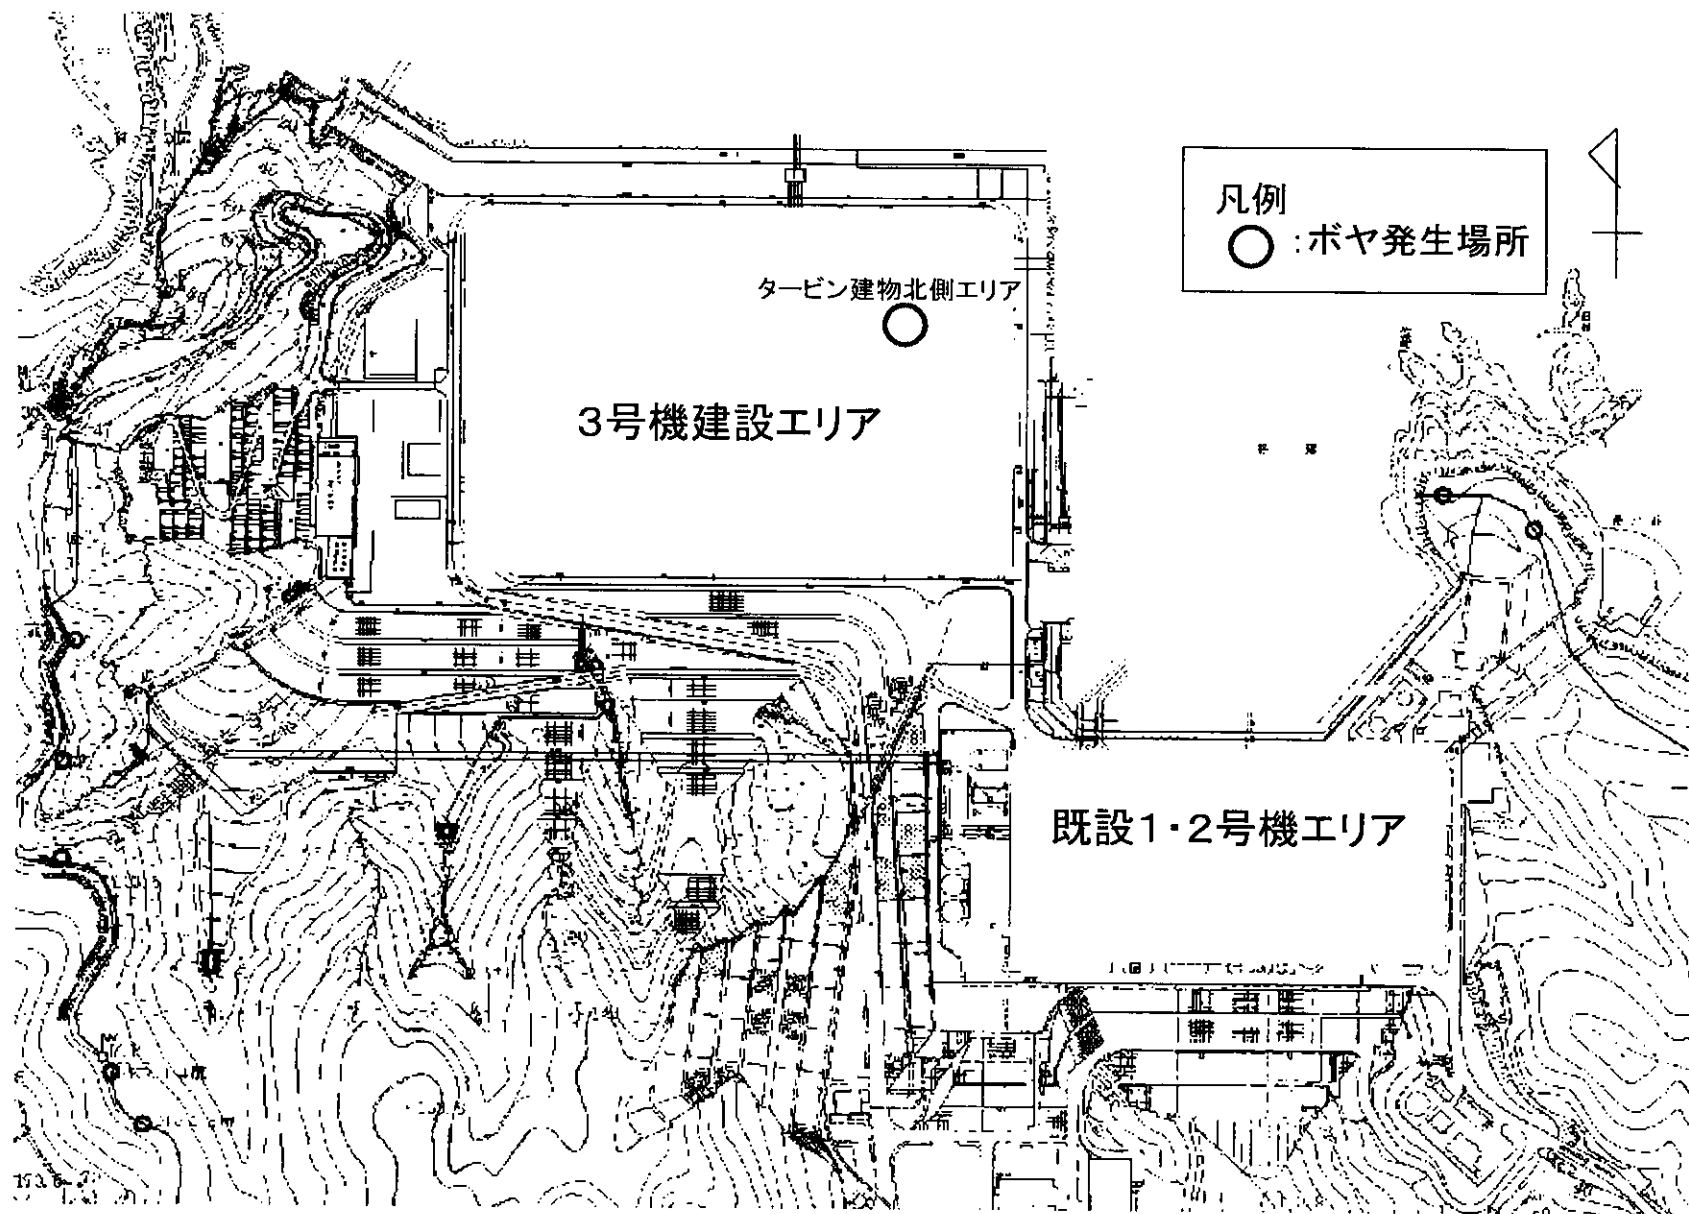 凡例
○:ボヤ発生場所
タービン建物北側エリア
3号機建設エリア
既設1・2号機エリア